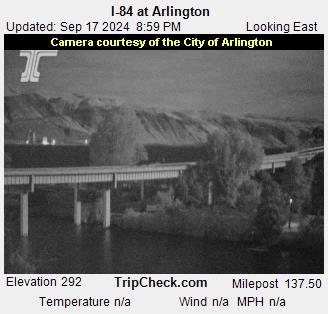 I-84 at Arlington
Updated: Sep 17 2024 8:59 PM Looking East
Camera courtesy of the City of Arlington
Elevation 292 TripCheck.com Milepost 137.50
Temperature n/a Wind n/a MPH n/a